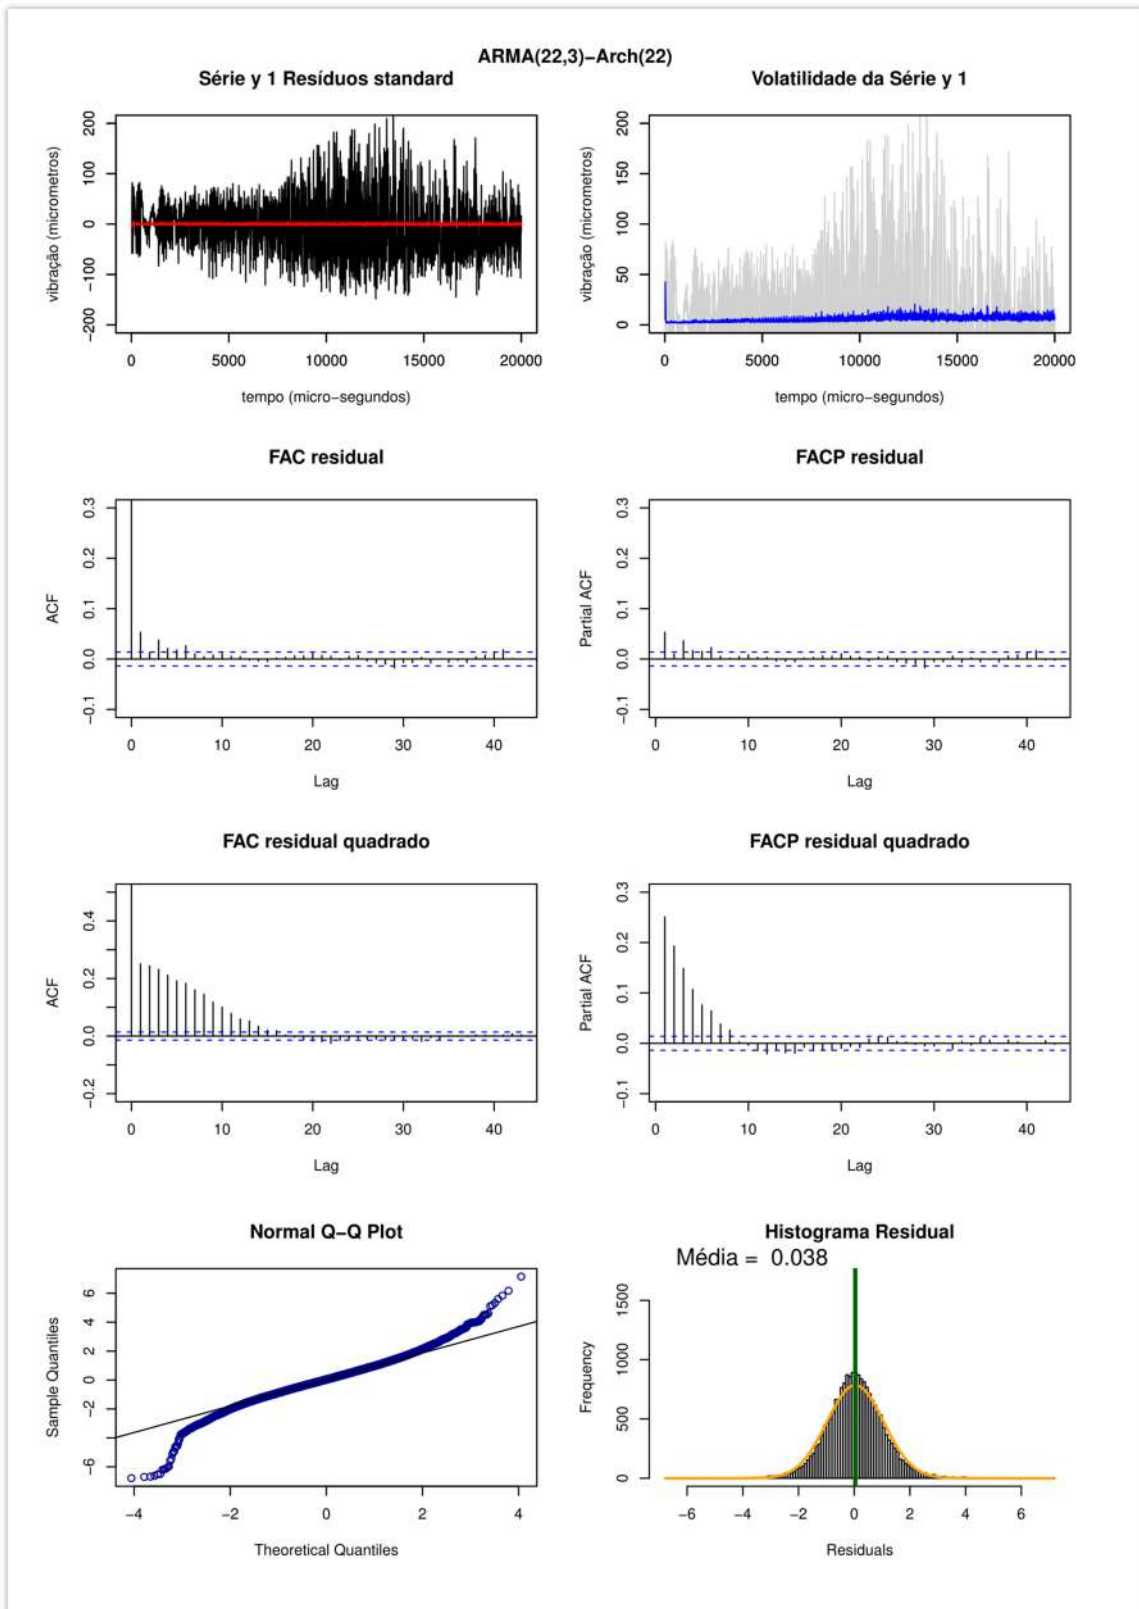 ARMA(22,3)−Arch(22)
Série y 1 Resíduos standard
vibração (micrometros)
200
100
0
−100
−200
0 5000 10000 15000 20000
tempo (micro−segundos)
Volatilidade da Série y 1
vibração (micrometros)
200
150
100
50
0
0 5000 10000 15000 20000
tempo (micro−segundos)
FAC residual
ACF
0.3
0.2
0.1
0.0
−0.1
0 10 20 30 40
Lag
FACP residual
Partial ACF
0.3
0.2
0.1
0.0
−0.1
0 10 20 30 40
Lag
FAC residual quadrado
ACF
0.4
0.2
0.0
−0.2
0 10 20 30 40
Lag
FACP residual quadrado
Partial ACF
0.3
0.2
0.1
0.0
−0.1
0 10 20 30 40
Lag
Normal Q−Q Plot
Sample Quantiles
6
4
2
0
−2
−6
−4 −2 0 2 4
Theoretical Quantiles
Histograma Residual
Média = 0.038
Frequency
1500
1000
500
0
−6 −4 −2 0 2 4 6
Residuals